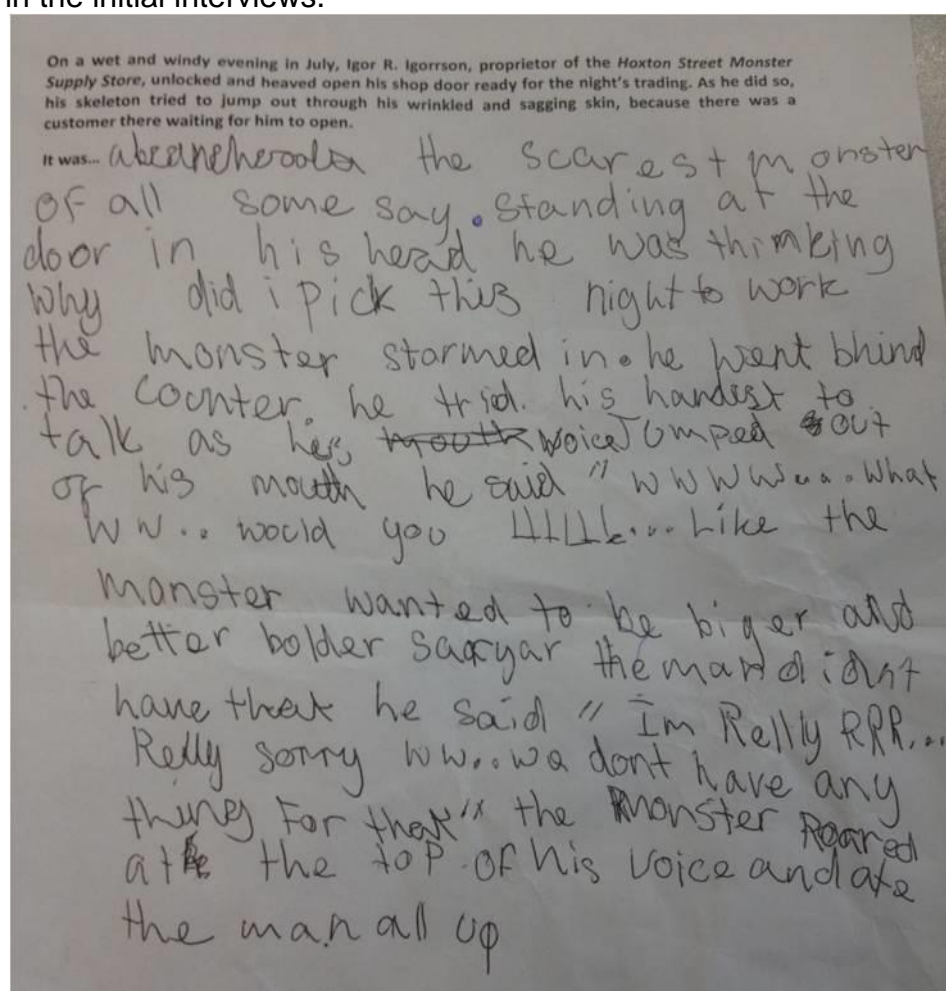 in the initial interviews.
On a wet and windy evening in July, Igor R. Igorrson, proprietor of the Hoxton Street Monster
Supply Store, unlocked and heaved open his shop door ready for the night's trading. As he did so,
his skeleton tried to jump out through his wrinkled and sagging skin, because there was a
customer there waiting for him to open.
It was... the scarest monster
of all some say. standing at the
door in his head he was thinking
why did i pick this night to work
the monster stormed in. he went bhind
the counter. he trid. his hardist to
talk as his voice Jumped out
of his mouth he said "wwww...what
ww.. would you LLLLL... Like the
monster wanted to be biger and
better bolder the man didnt
have that he said "Im Relly RRR...
Relly sorry ww..we dont have any
thing For that" the Monster Roared
at the top of his voice and ate
the man all up